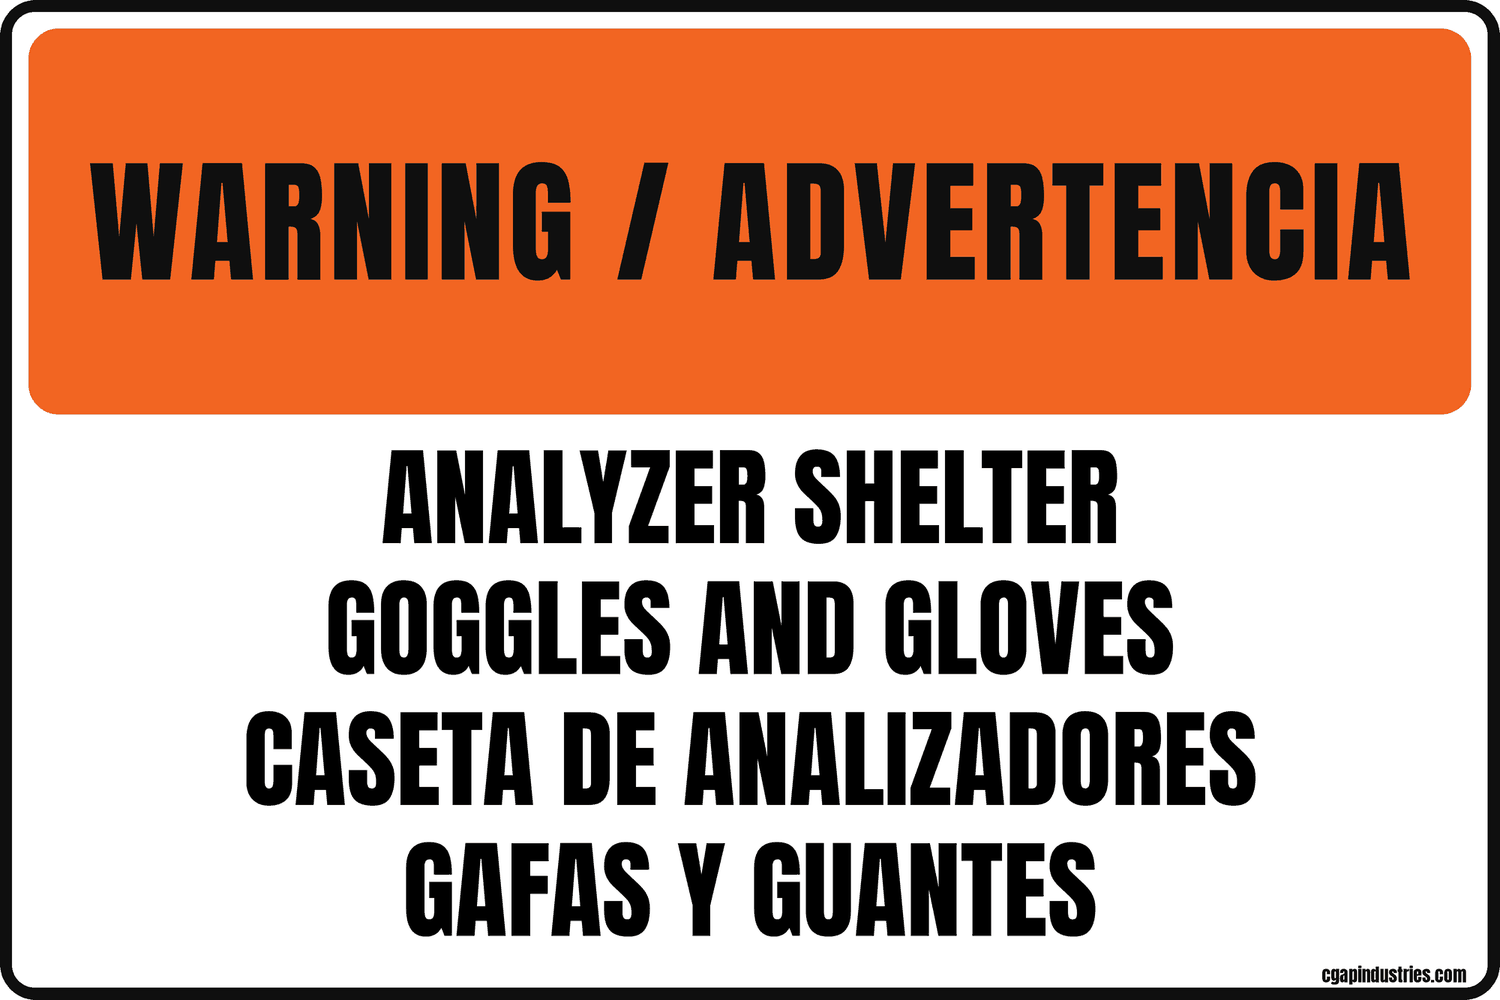 WARNING / ADVERTENCIA
ANALYZER SHELTER
GOGGLES AND GLOVES
CASETA DE ANALIZADORES
GAFAS Y GUANTES
cgapindustries.com